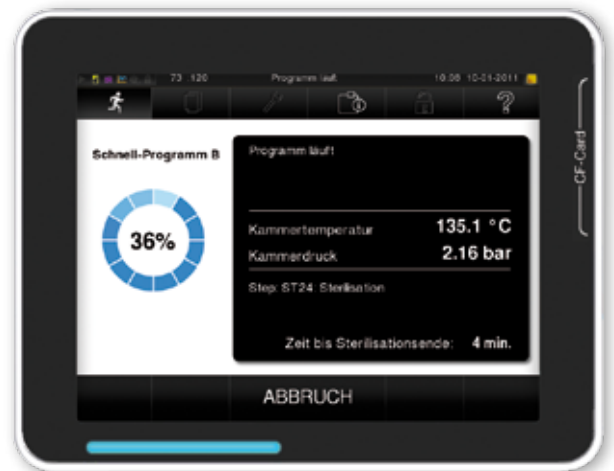 73 .120 Programm läuft 10:08 10-01-2011
?
Schnell-Programm B
36%
Programm läuft
Kammertemperatur 135.1 °C
Kammerdruck 2.16 bar
Step: ST24 Sterilisation
Zeit bis Sterilisationsende: 4 min.
ABBRUCH
CF-Card